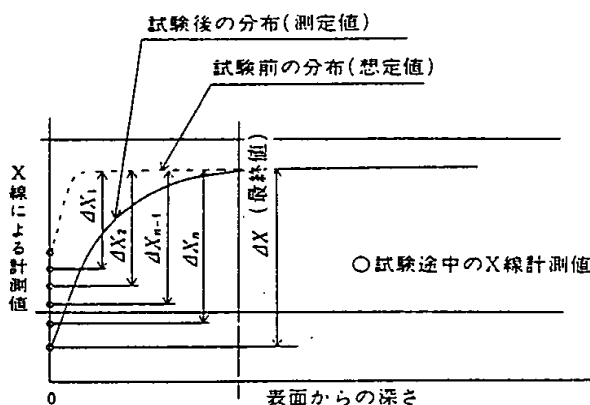 試験後の分布(測定値)
試験前の分布(想定値)
X線による計測値
ΔX₁
ΔX₂
ΔXₙ₋₁
ΔXₙ
ΔX (最終値)
○試験途中のX線計測値
0
表面からの深さ